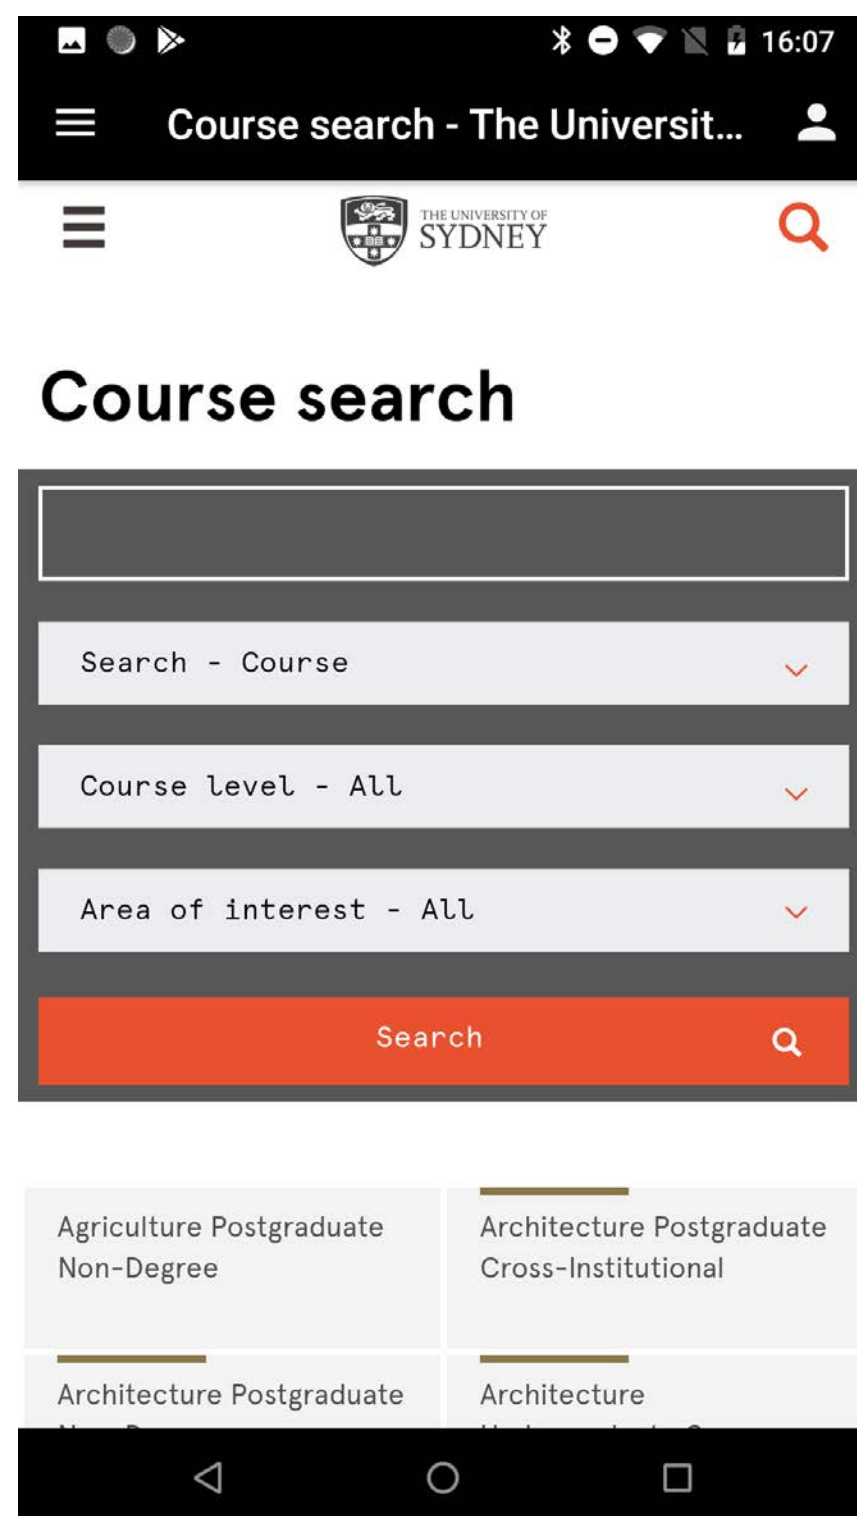 16:07
Course search - The Universit...
THE UNIVERSITY OF
SYDNEY
Course search
Search - Course
Course level - All
Area of interest - All
Search
Agriculture Postgraduate
Non-Degree
Architecture Postgraduate
Cross-Institutional
Architecture Postgraduate
Architecture